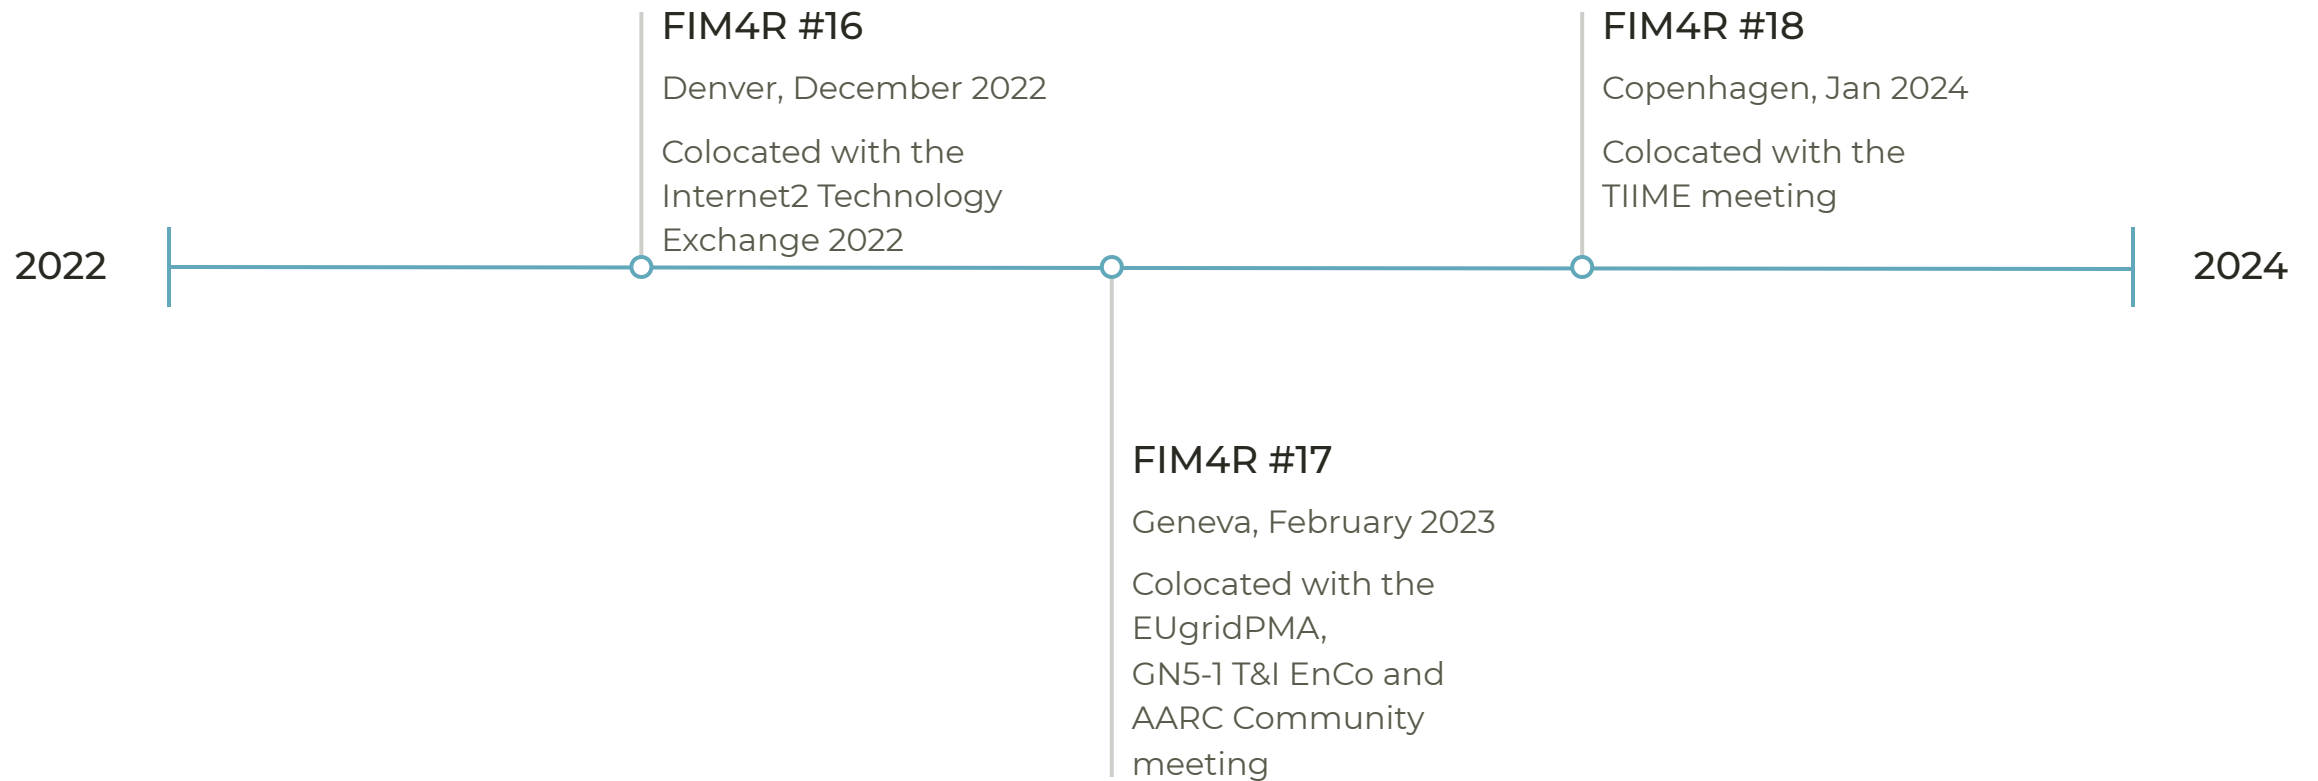 2022
FIM4R #16
Denver, December 2022
Colocated with the
Internet2 Technology
Exchange 2022
FIM4R #17
Geneva, February 2023
Colocated with the
EUgridPMA,
GN5-1 T&I EnCo and
AARC Community
meeting
FIM4R #18
Copenhagen, Jan 2024
Colocated with the
TIIME meeting
2024